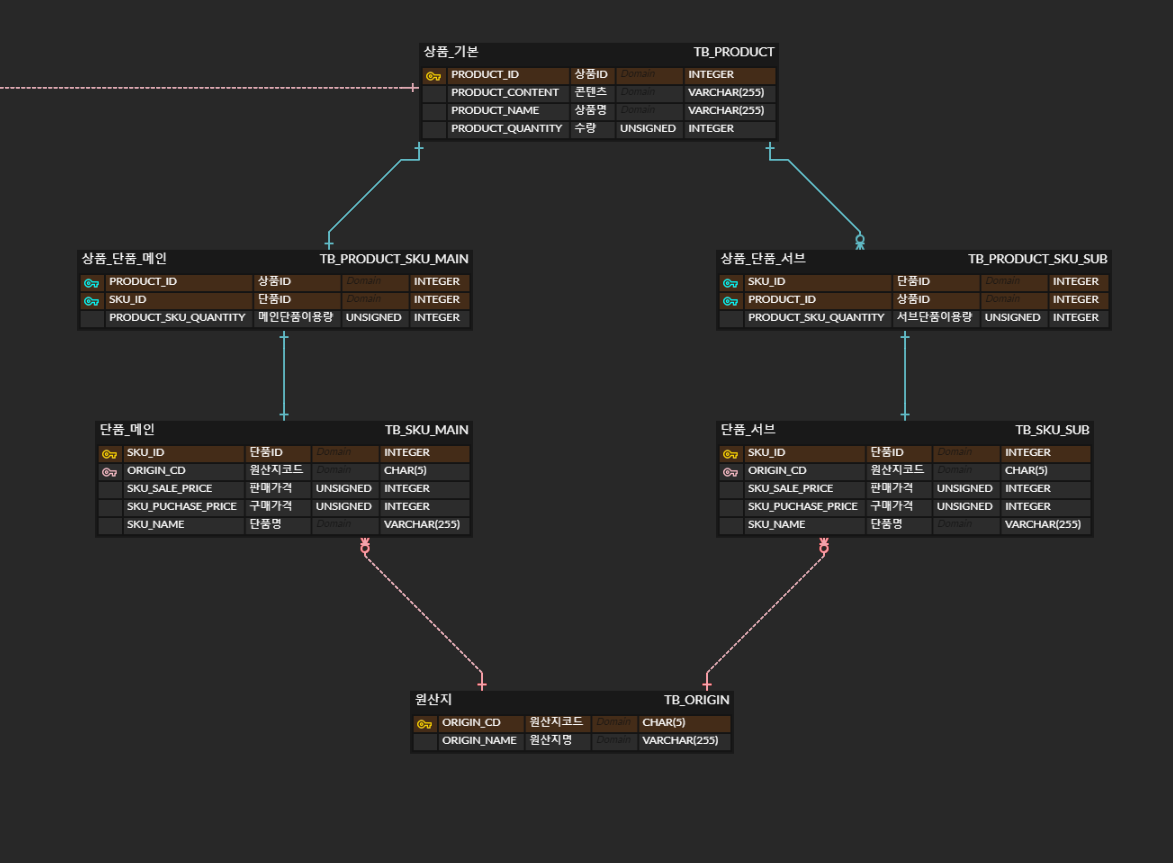 상품_기본 TB_PRODUCT
PRODUCT_ID 상품ID Domain INTEGER
PRODUCT_CONTENT 콘텐츠 Domain VARCHAR(255)
PRODUCT_NAME 상품명 Domain VARCHAR(255)
PRODUCT_QUANTITY 수량 UNSIGNED INTEGER
상품_단품_메인 TB_PRODUCT_SKU_MAIN
PRODUCT_ID 상품ID Domain INTEGER
SKU_ID 단품ID Domain INTEGER
PRODUCT_SKU_QUANTITY 메인단품이용량 UNSIGNED INTEGER
상품_단품_서브 TB_PRODUCT_SKU_SUB
SKU_ID 단품ID Domain INTEGER
PRODUCT_ID 상품ID Domain INTEGER
PRODUCT_SKU_QUANTITY 서브단품이용량 UNSIGNED INTEGER
단품_메인 TB_SKU_MAIN
SKU_ID 단품ID Domain INTEGER
ORIGIN_CD 원산지코드 Domain CHAR(5)
SKU_SALE_PRICE 판매가격 UNSIGNED INTEGER
SKU_PUCHASE_PRICE 구매가격 UNSIGNED INTEGER
SKU_NAME 단품명 Domain VARCHAR(255)
단품_서브 TB_SKU_SUB
SKU_ID 단품ID Domain INTEGER
ORIGIN_CD 원산지코드 Domain CHAR(5)
SKU_SALE_PRICE 판매가격 UNSIGNED INTEGER
SKU_PUCHASE_PRICE 구매가격 UNSIGNED INTEGER
SKU_NAME 단품명 Domain VARCHAR(255)
원산지 TB_ORIGIN
ORIGIN_CD 원산지코드 Domain CHAR(5)
ORIGIN_NAME 원산지명 Domain VARCHAR(255)